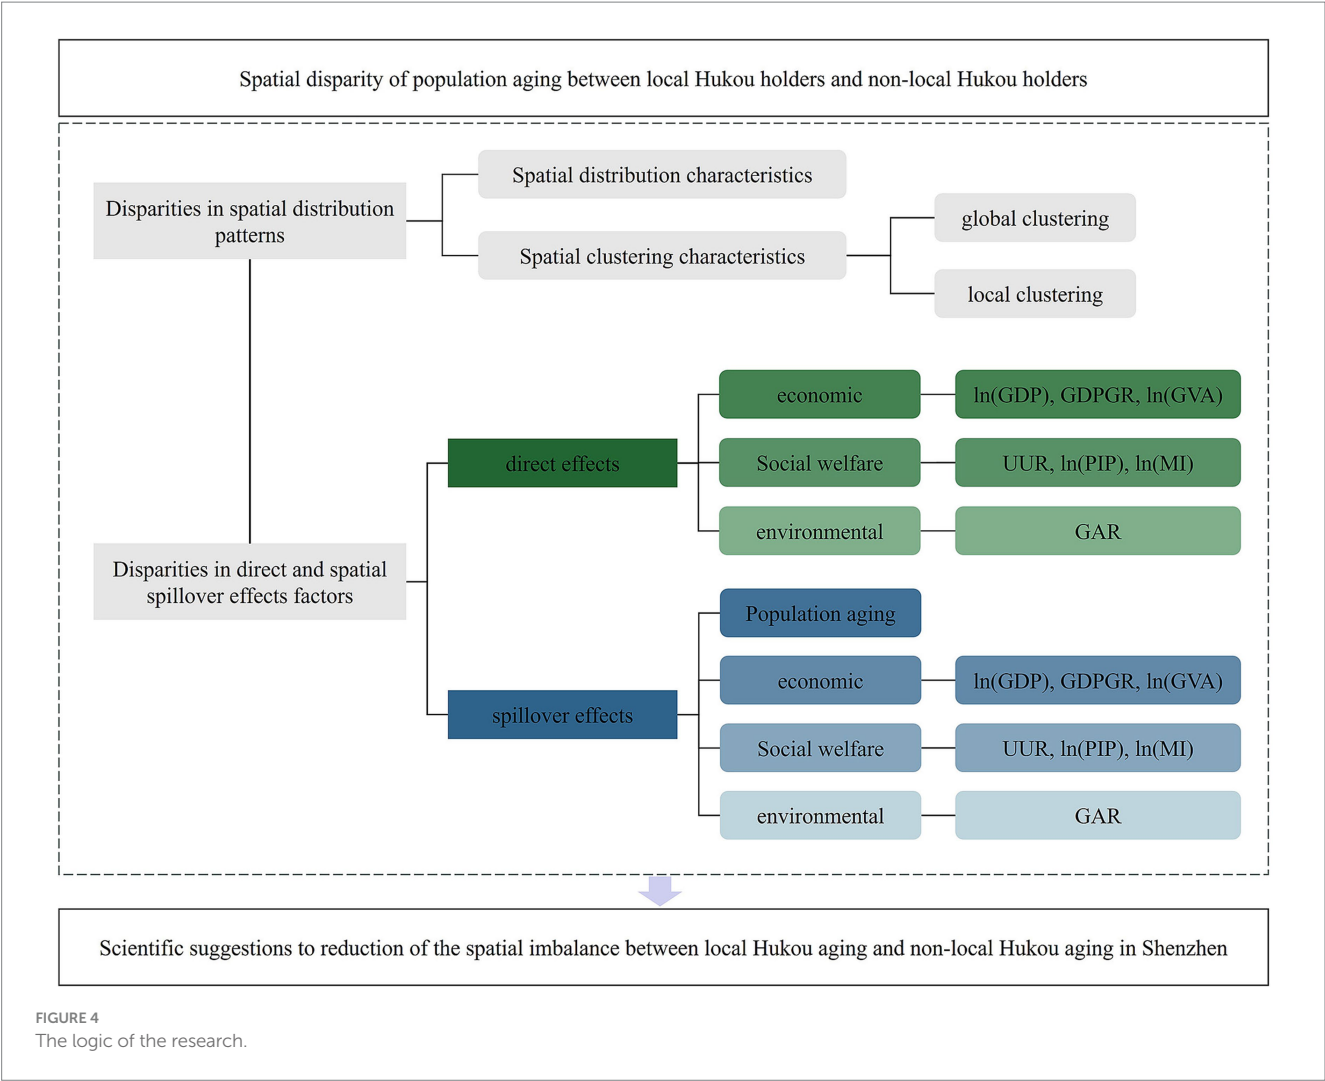 Spatial disparity of population aging between local Hukou holders and non-local Hukou holders
Disparities in spatial distribution
patterns
Spatial distribution characteristics
Spatial clustering characteristics
global clustering
local clustering
Disparities in direct and spatial
spillover effects factors
direct effects
economic
ln(GDP), GDPGR, ln(GVA)
Social welfare
UUR, ln(PIP), ln(MI)
environmental
GAR
spillover effects
Population aging
economic
ln(GDP), GDPGR, ln(GVA)
Social welfare
UUR, ln(PIP), ln(MI)
environmental
GAR
Scientific suggestions to reduction of the spatial imbalance between local Hukou aging and non-local Hukou aging in Shenzhen
FIGURE 4
The logic of the research.